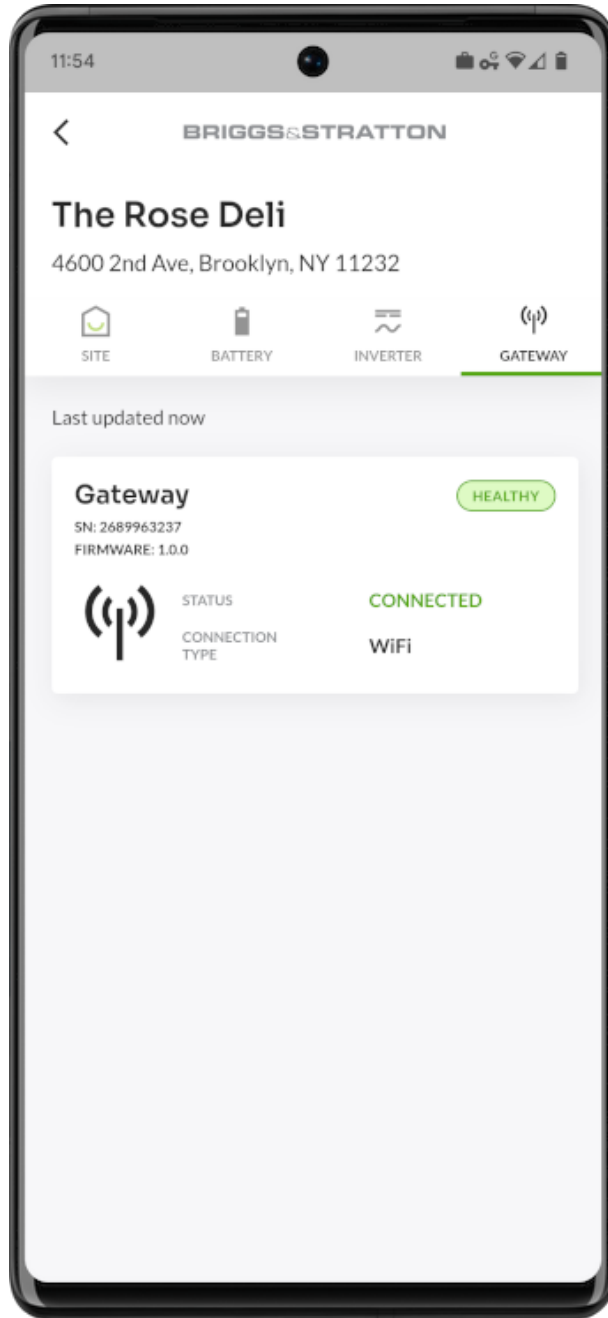 11:54
BRIGGS&STRATTON
The Rose Deli
4600 2nd Ave, Brooklyn, NY 11232
SITE BATTERY INVERTER GATEWAY
Last updated now
Gateway HEALTHY
SN: 2689963237
FIRMWARE: 1.0.0
STATUS CONNECTED
CONNECTION
TYPE WiFi